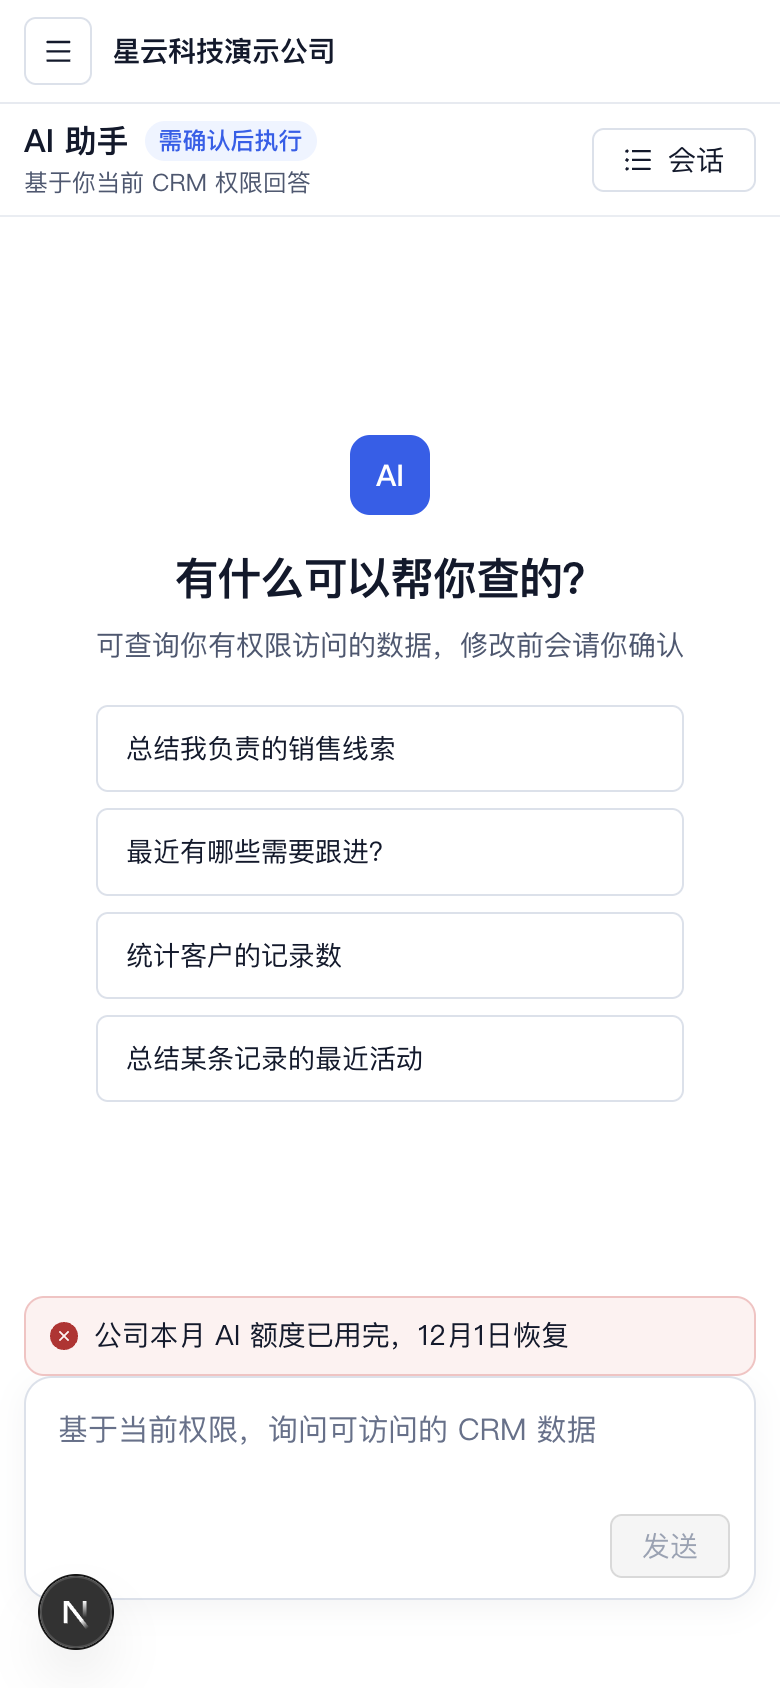 星云科技演示公司
AI 助手
需确认后执行
基于你当前 CRM 权限回答
会话
AI
有什么可以帮你查的?
可查询你有权限访问的数据，修改前会请你确认
总结我负责的销售线索
最近有哪些需要跟进?
统计客户的记录数
总结某条记录的最近活动
公司本月 AI 额度已用完，12月1日恢复
基于当前权限，询问可访问的 CRM 数据
发送
N